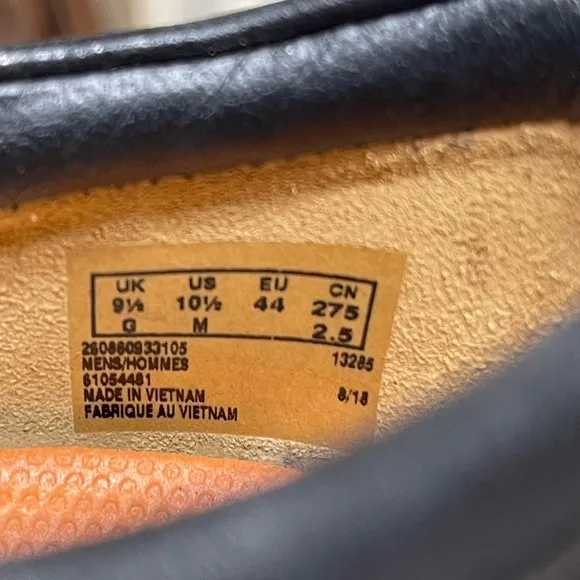 UK US EU CN
9½ 10½ 44 275
G M 2.5
260860933105
MENS/HOMMES 13285
61054481
MADE IN VIETNAM 8/18
FABRIQUE AU VIETNAM